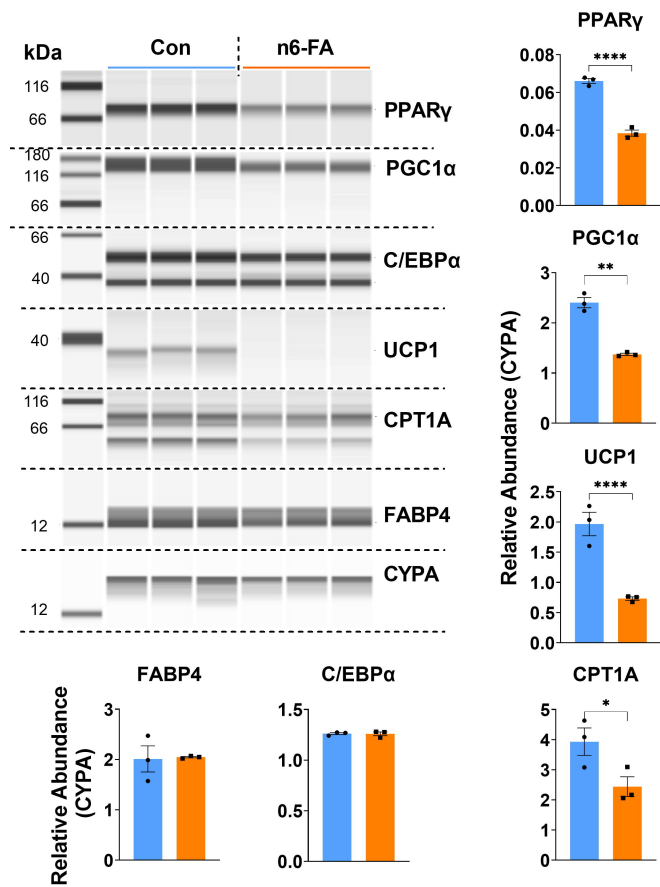 kDa
Con
n6-FA
116
66
PPARγ
180
116
66
PGC1α
66
40
C/EBPα
40
UCP1
116
66
CPT1A
12
FABP4
12
CYPA
PPARγ
****
0.08
0.06
0.04
0.02
0.00
PGC1α
**
3
2
1
0
Relative Abundance (CYPA)
UCP1
****
2.5
2.0
1.5
1.0
0.5
0.0
FABP4
3
2
1
0
Relative Abundance
(CYPA)
C/EBPα
1.5
1.0
0.5
0.0
CPT1A
*
5
4
3
2
1
0